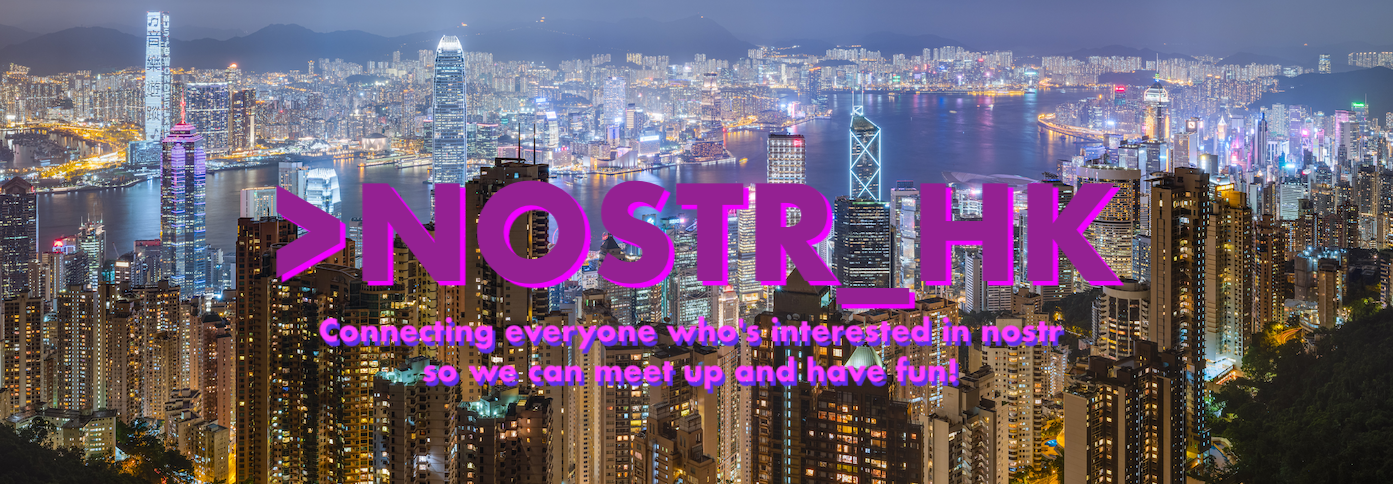 >NOSTR_HK
Connecting everyone who's interested in nostr
so we can meet up and have fun!